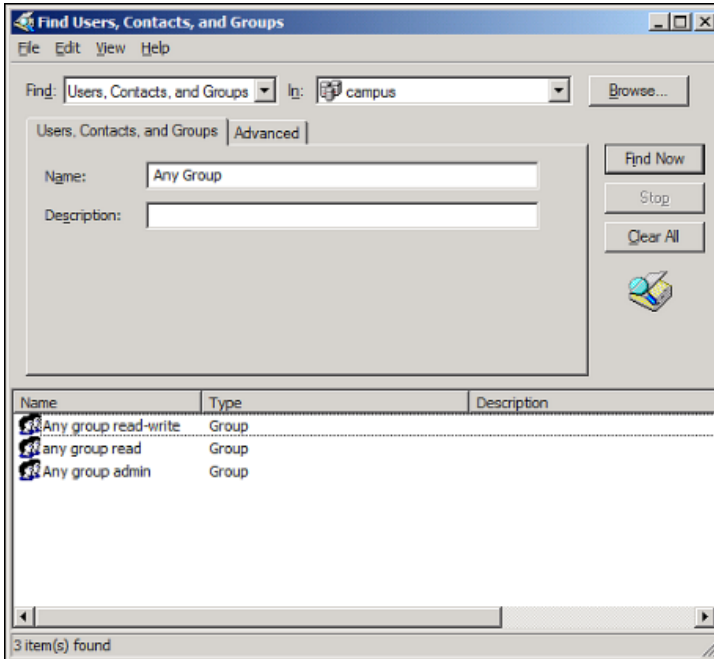 Find Users, Contacts, and Groups
File Edit View Help
Find: Users, Contacts, and Groups In: campus Browse...
Users, Contacts, and Groups Advanced
Find Now
Name: Any Group
Stop
Description:
Clear All
Name Type Description
Any group read-write Group
any group read Group
Any group admin Group
3 item(s) found